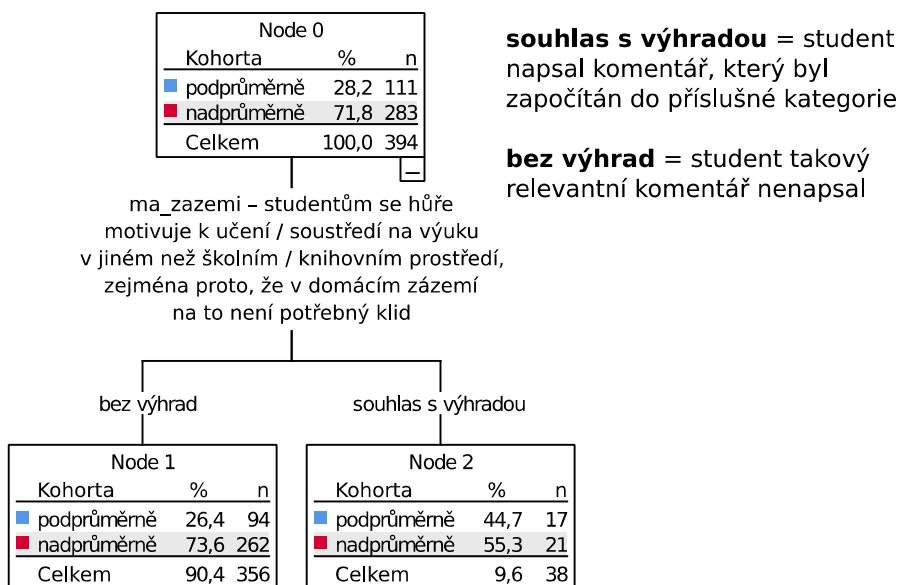 Node 0
Kohorta % n
podprůměrně 28,2 111
nadprůměrně 71,8 283
Celkem 100,0 394
souhlas s výhradou = student
napsal komentář, který byl
započítán do příslušné kategorie
bez výhrad = student takový
relevantní komentář nenapsal
ma_zazemi – studentům se hůře
motivuje k učení / soustředí na výuku
v jiném než školním / knihovním prostředí,
zejména proto, že v domácím zázemí
na to není potřebný klid
bez výhrad
souhlas s výhradou
Node 1
Kohorta % n
podprůměrně 26,4 94
nadprůměrně 73,6 262
Celkem 90,4 356
Node 2
Kohorta % n
podprůměrně 44,7 17
nadprůměrně 55,3 21
Celkem 9,6 38